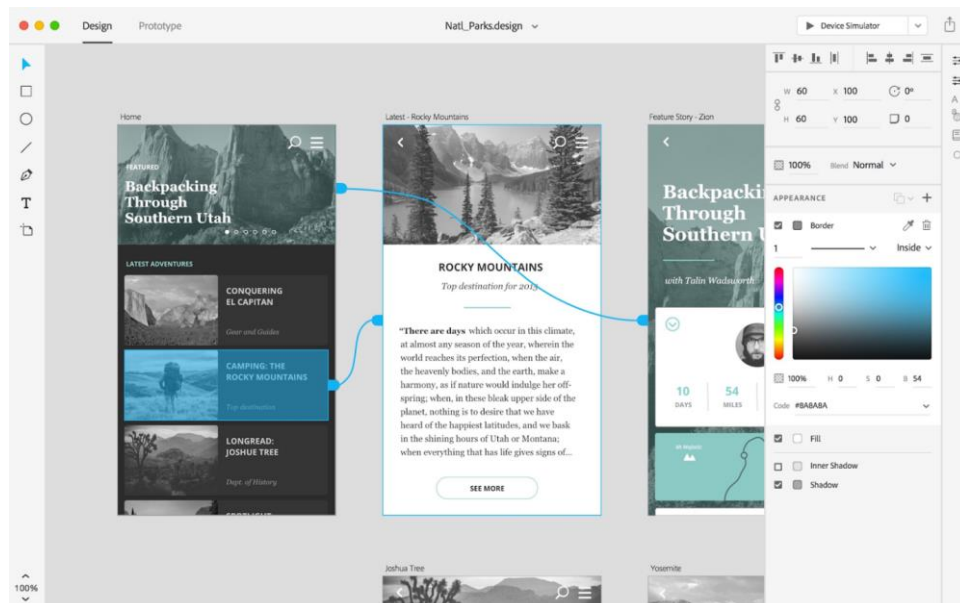 Design Prototype Natl_Parks.design Device Simulator
W 60 X 100 0°
H 60 Y 100 0
100% Blend Normal
APPEARANCE
Border
1 Inside
100% H 0 S 0 B 54
Code #8A8A8A
Fill
Inner Shadow
Shadow
T
100%
Home
FEATURED
Backpacking
Through
Southern Utah
LATEST ADVENTURES
CONQUERING
EL CAPITAN
Gear and Guides
CAMPING: THE
ROCKY MOUNTAINS
Top destination
LONGREAD:
JOSHUA TREE
Dept. of History
Latest - Rocky Mountains
ROCKY MOUNTAINS
Top destination for 2015
“There are days which occur in this climate,
at almost any season of the year, wherein the
world reaches its perfection, when the air,
the heavenly bodies, and the earth, make a
harmony, as if nature would indulge her off-
spring; when, in these bleak upper side of the
planet, nothing is to desire that we have
heard of the happiest latitudes, and we bask
in the shining hours of Utah or Montana;
when everything that has life gives signs of...
SEE MORE
Feature Story - Zion
Backpacki
Through
Southern U
with Talin Wadsworth
10 54
DAYS MILES
Joshua Tree
Yosemite